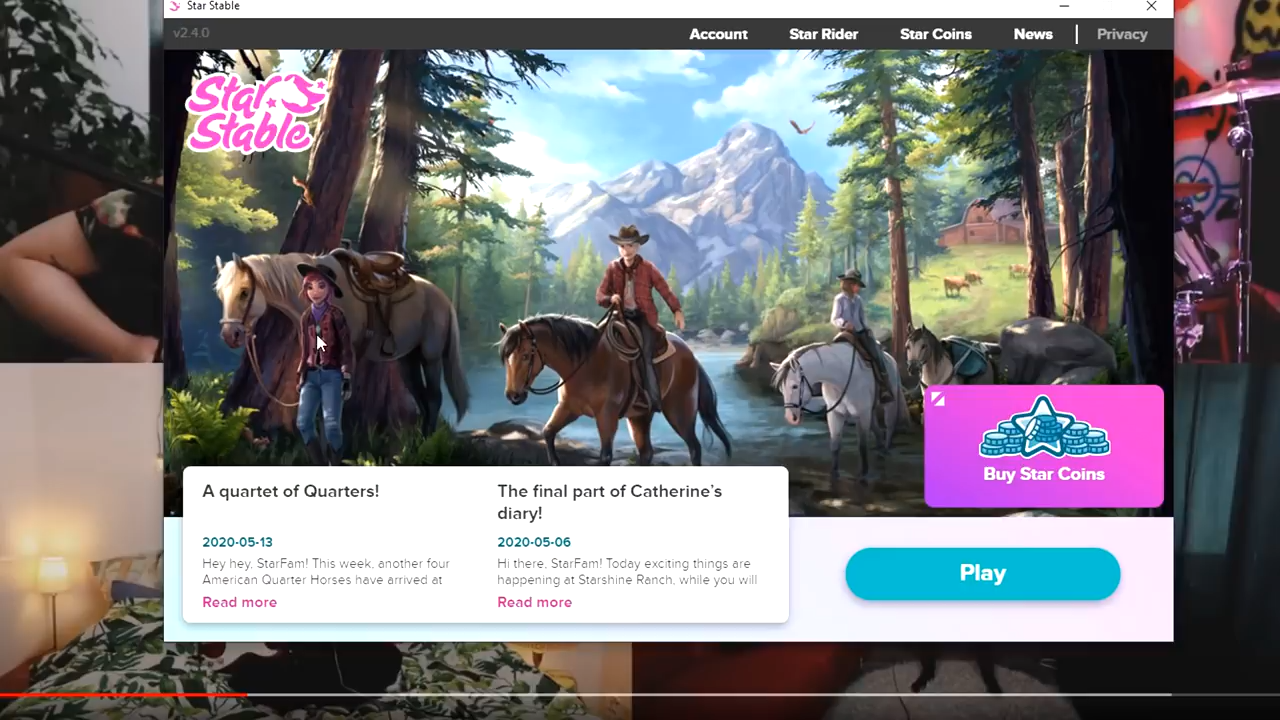 Star Stable
v2.4.0
Account
Star Rider
Star Coins
News
Privacy
Star
Stable
Buy Star Coins
A quartet of Quarters!
2020-05-13
Hey hey, StarFam! This week, another four
American Quarter Horses have arrived at
Read more
The final part of Catherine's
diary!
2020-05-06
Hi there, StarFam! Today exciting things are
happening at Starshine Ranch, while you will
Read more
Play